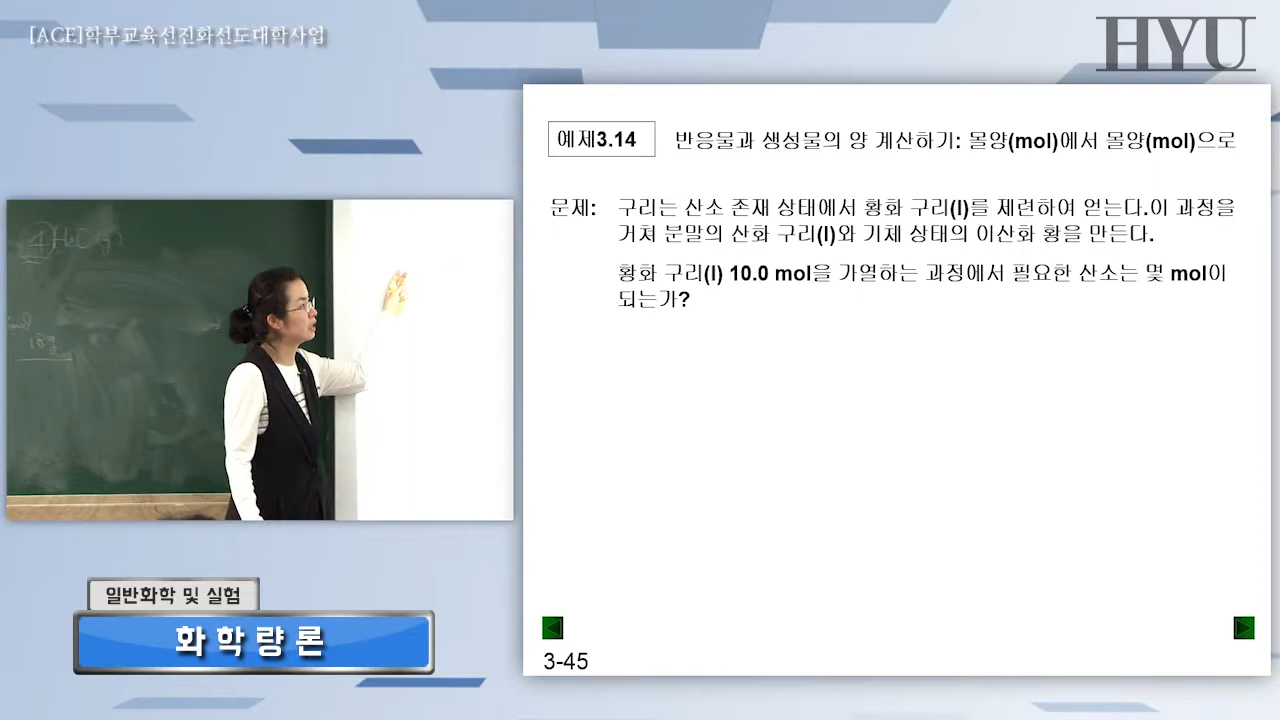 [ACE]학부교육선진화선도대학사업
HYU
예제3.14 반응물과 생성물의 양 계산하기: 몰양(mol)에서 몰양(mol)으로
문제: 구리는 산소 존재 상태에서 황화 구리(I)를 제련하여 얻는다.이 과정을
거쳐 분말의 산화 구리(I)와 기체 상태의 이산화 황을 만든다.
황화 구리(I) 10.0 mol을 가열하는 과정에서 필요한 산소는 몇 mol이
되는가?
일반화학 및 실험
화학량론
3-45